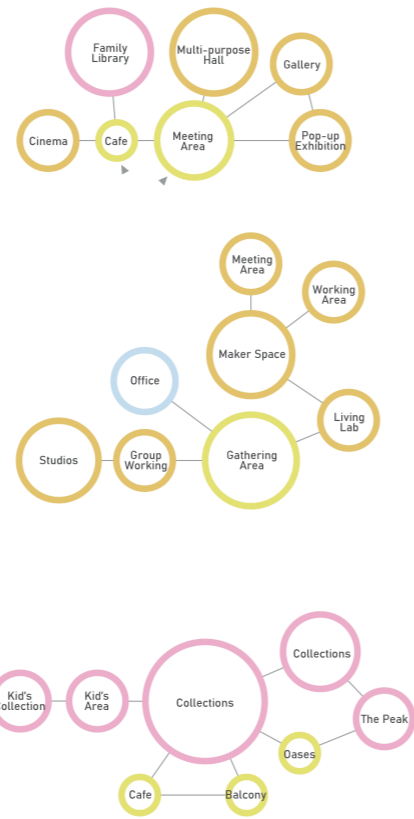 Family
Library
Multi-purpose
Hall
Gallery
Cinema
Cafe
Meeting
Area
Pop-up
Exhibition
Meeting
Area
Working
Area
Maker Space
Office
Living
Lab
Studios
Group
Working
Gathering
Area
Collections
Kid's
Collection
Kid's
Area
Collections
The Peak
Oases
Cafe
Balcony